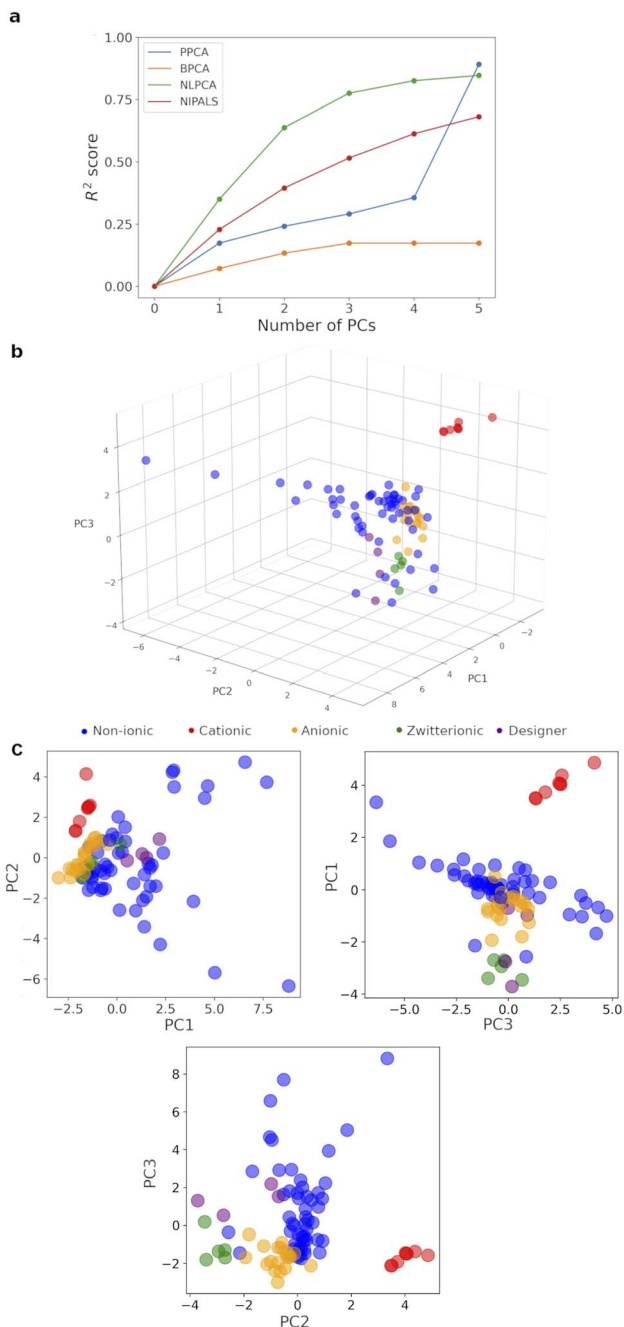 a
1.00
0.75
0.50
0.25
0.00
R² score
PPCA
BPCA
NLPCA
NIPALS
0 1 2 3 4 5
Number of PCs
b
4
2
0
−2
−4
PC3
−6 −4 −2 0 2 4
PC2
8 6 4 2 0 −2
PC1
Non-ionic Cationic Anionic Zwitterionic Designer
c
4
2
0
−2
−4
−6
PC2
−2.5 0.0 2.5 5.0 7.5
PC1
4
2
0
−2
−4
PC1
−5.0 −2.5 0.0 2.5 5.0
PC3
8
6
4
2
0
−2
PC3
−4 −2 0 2 4
PC2